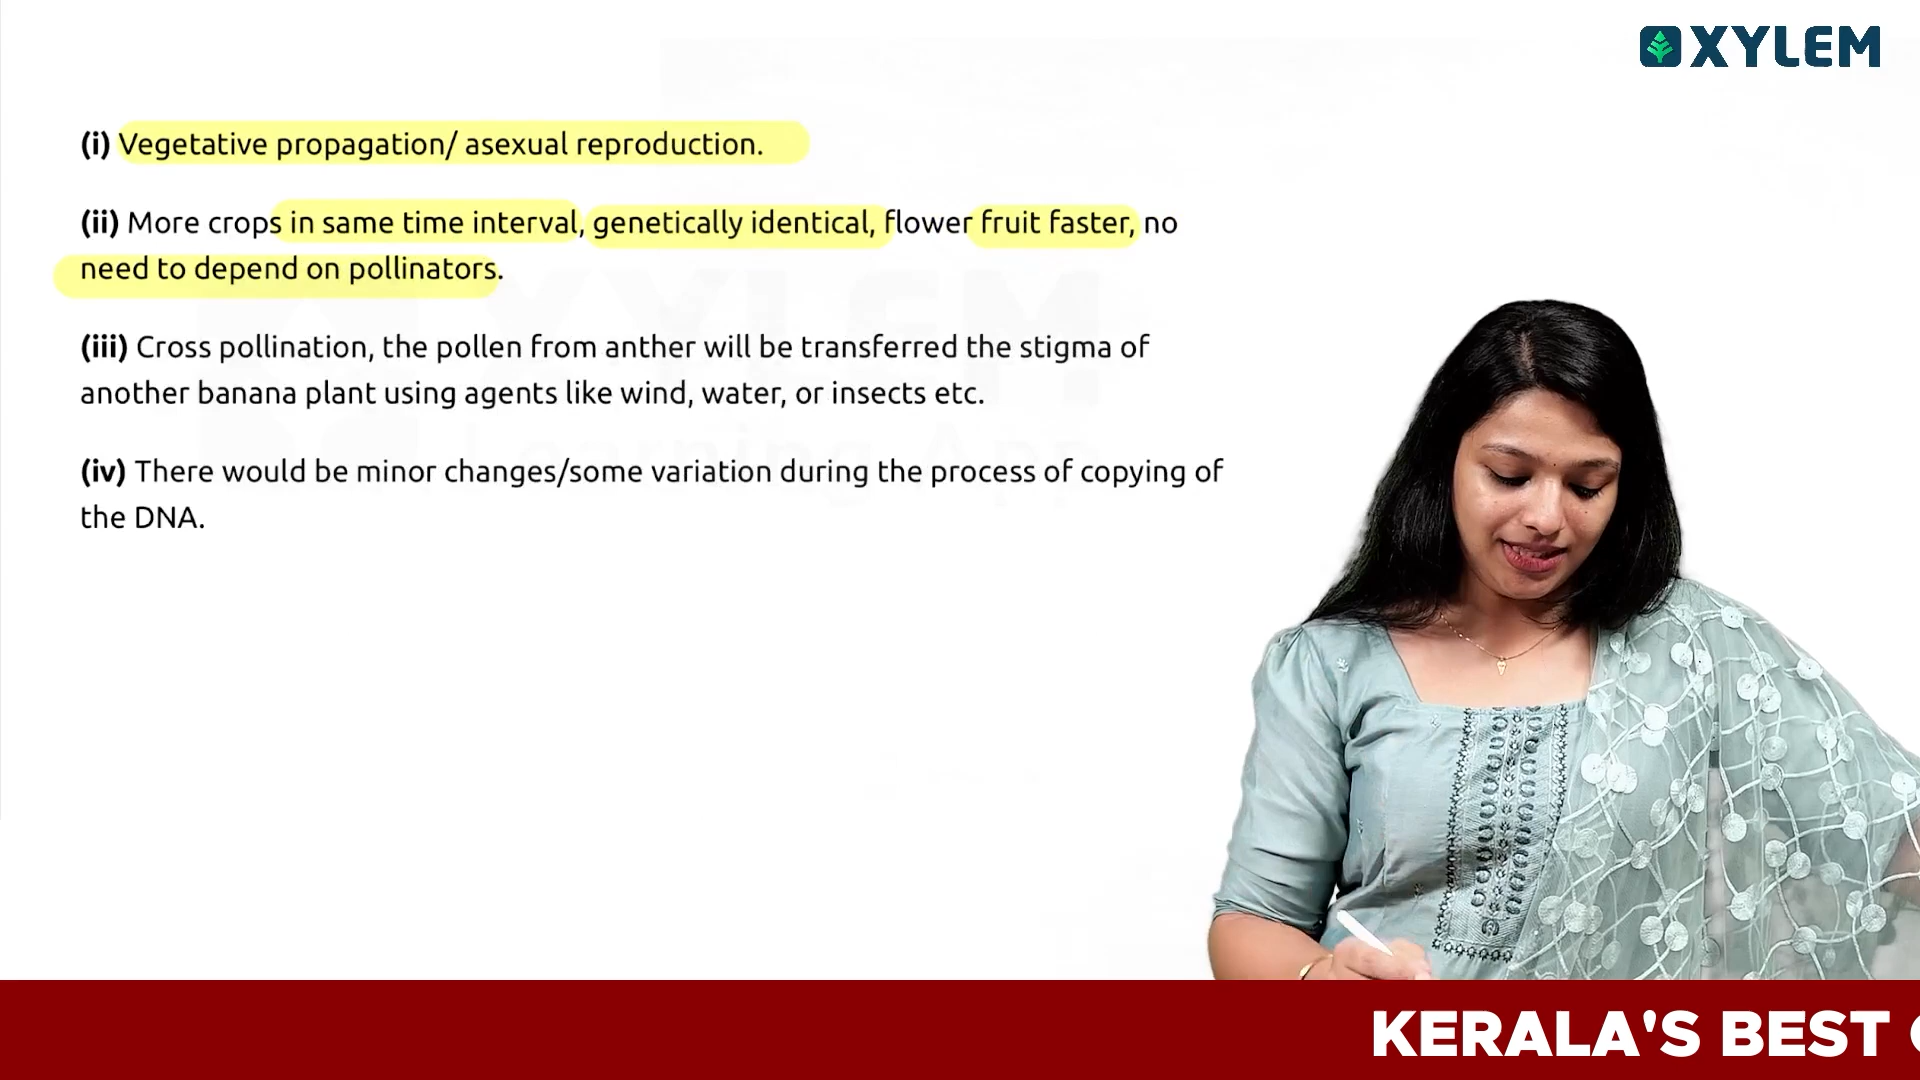 XYLEM
(i) Vegetative propagation/ asexual reproduction.
(ii) More crops in same time interval, genetically identical, flower fruit faster, no
need to depend on pollinators.
(iii) Cross pollination, the pollen from anther will be transferred the stigma of
another banana plant using agents like wind, water, or insects etc.
(iv) There would be minor changes/some variation during the process of copying of
the DNA.
XYLEM
Learning App
KERALA'S BEST